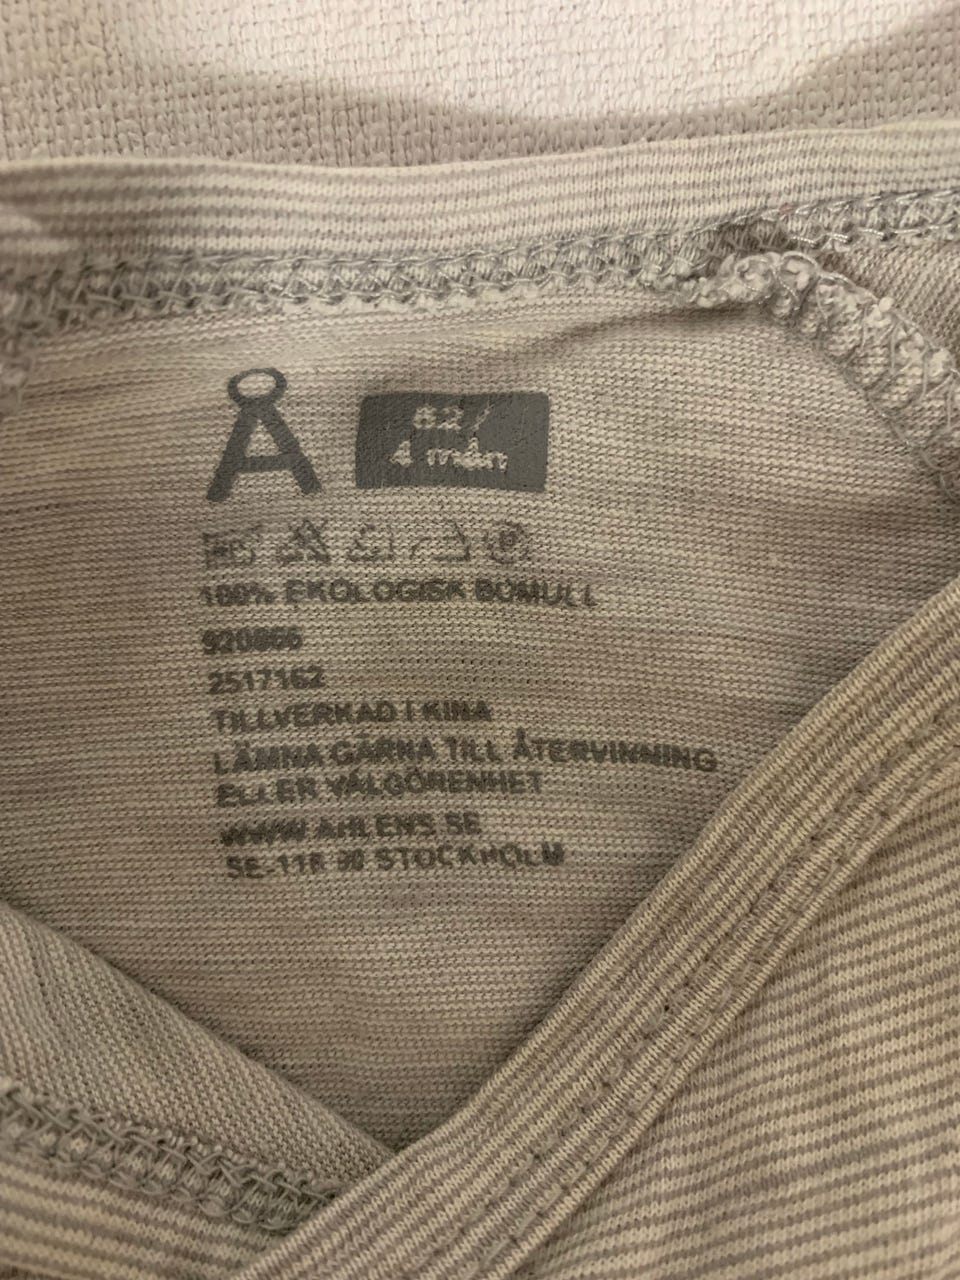 Å
62 /
4 mån
100% EKOLOGISK BOMULL
920866
2517162
TILLVERKAD I KINA
LÄMNA GÄRNA TILL ÅTERVINNING
ELLER VÄLGÖRENHET
WWW.AHLENS.SE
SE-118 90 STOCKHOLM